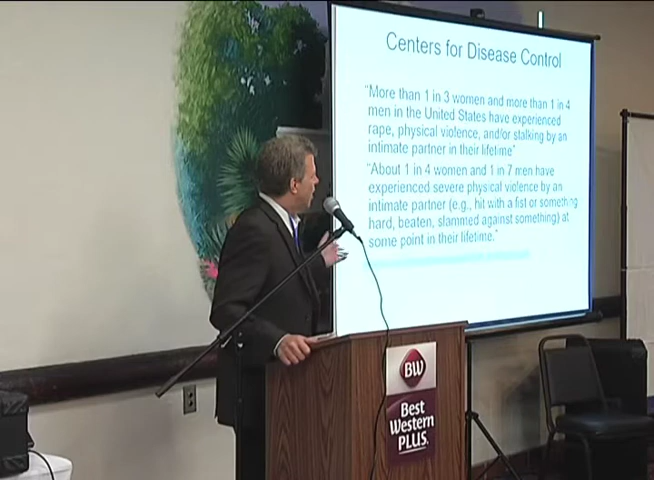 Centers for Disease Control
"More than 1 in 3 women and more than 1 in 4
men in the United States have experienced
rape, physical violence, and/or stalking by an
intimate partner in their lifetime"
"About 1 in 4 women and 1 in 7 men have
experienced severe physical violence by an
intimate partner (e.g., hit with a fist or something
hard, beaten, slammed against something) at
some point in their lifetime."
BW
Best
Western
PLUS